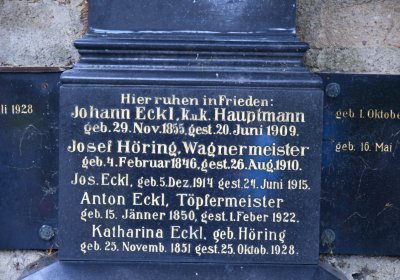 Hier ruhen in Frieden:
Johann Eckl, k.u.k. Hauptmann
geb. 29. Nov. 1855, gest. 20. Juni 1909.
Josef Höring, Wagnermeister
geb. 4. Februar 1846, gest. 26. Aug. 1910.
Jos. Eckl, geb. 5. Dez. 1914 gest. 24. Juni 1915.
Anton Eckl, Töpfermeister
geb. 15. Jänner 1850, gest. 1. Feber 1922.
Katharina Eckl, geb. Höring
geb. 25. Novemb. 1851 gest. 25. Oktob. 1928.
li 1928
geb. 1. Oktobe
geb. 16. Mai